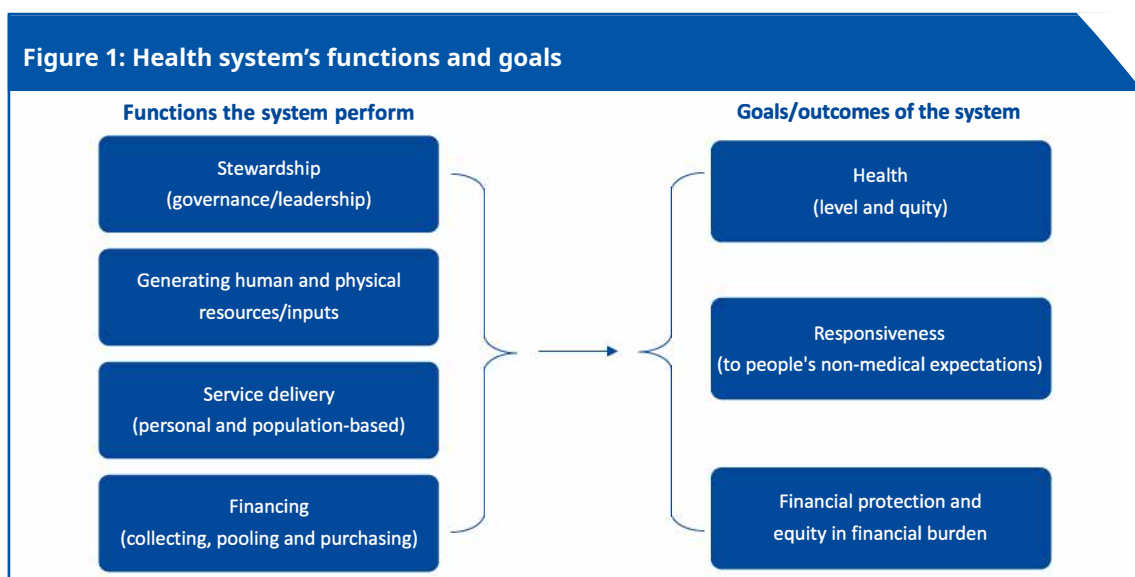 Figure 1: Health system’s functions and goals
Functions the system perform
Stewardship
(governance/leadership)
Generating human and physical
resources/inputs
Service delivery
(personal and population-based)
Financing
(collecting, pooling and purchasing)
Goals/outcomes of the system
Health
(level and quity)
Responsiveness
(to people's non-medical expectations)
Financial protection and
equity in financial burden